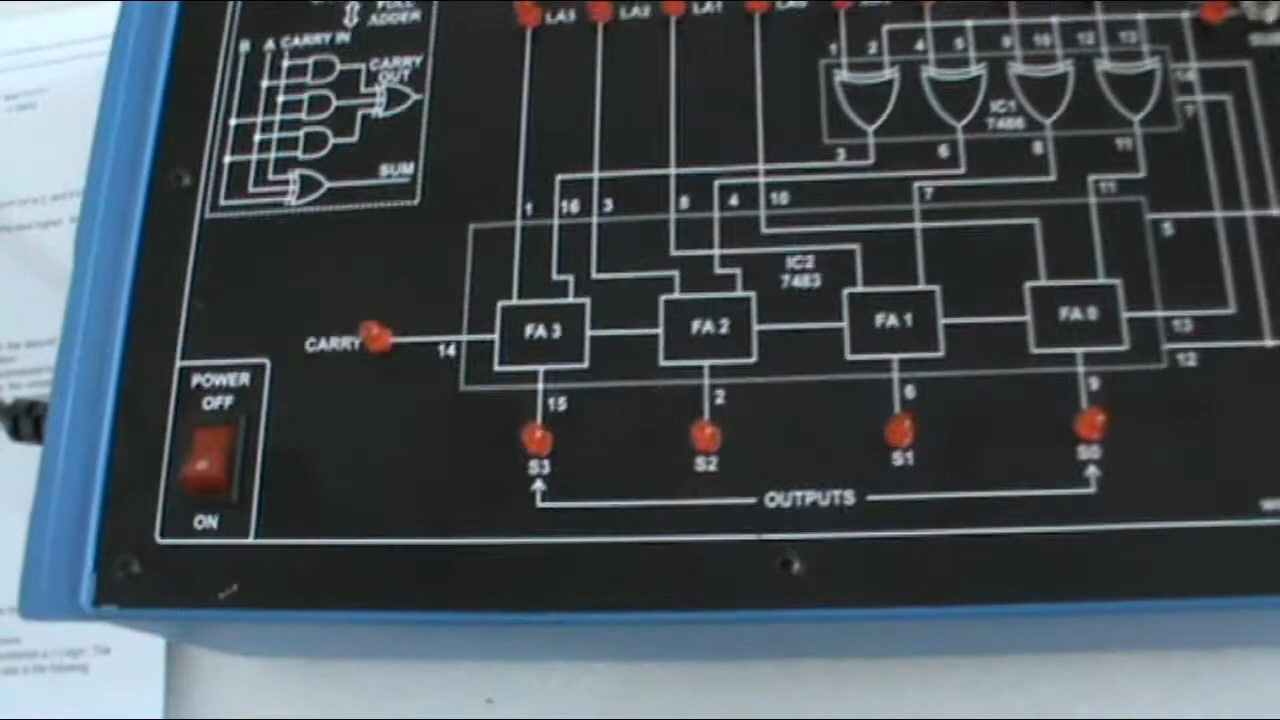 FULL
ADDER
B A CARRY IN
CARRY
OUT
SUM
LA3
LA2
LA1
LA0
1 2 4 5 9 10 12 13
14
7
IC1
7486
3 6 8 11
1 16 3 8 4 10 7 11
5
IC2
7483
FA 3
FA 2
FA 1
FA 0
CARRY
14
13
12
15 2 6 9
S3
S2
S1
S0
OUTPUTS
POWER
OFF
ON